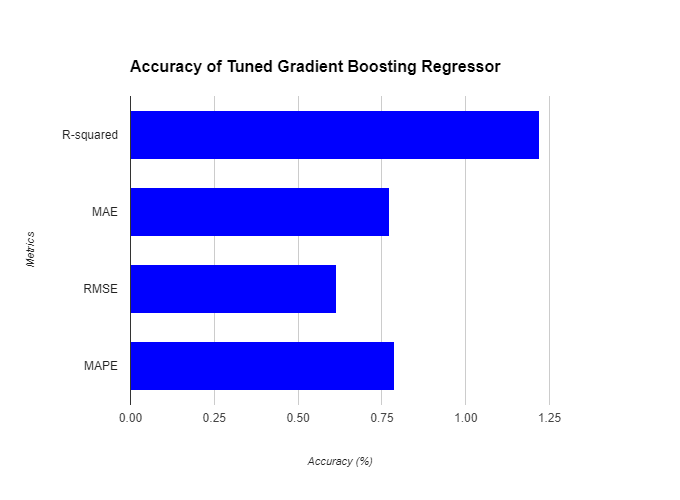 Accuracy of Tuned Gradient Boosting Regressor
R-squared
MAE
RMSE
MAPE
Metrics
0.00 0.25 0.50 0.75 1.00 1.25
Accuracy (%)